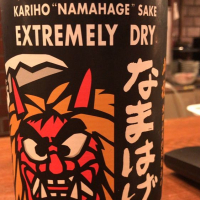 KARIHO "NAMAHAGE" SAKE
EXTREMELY DRY
なまはげ